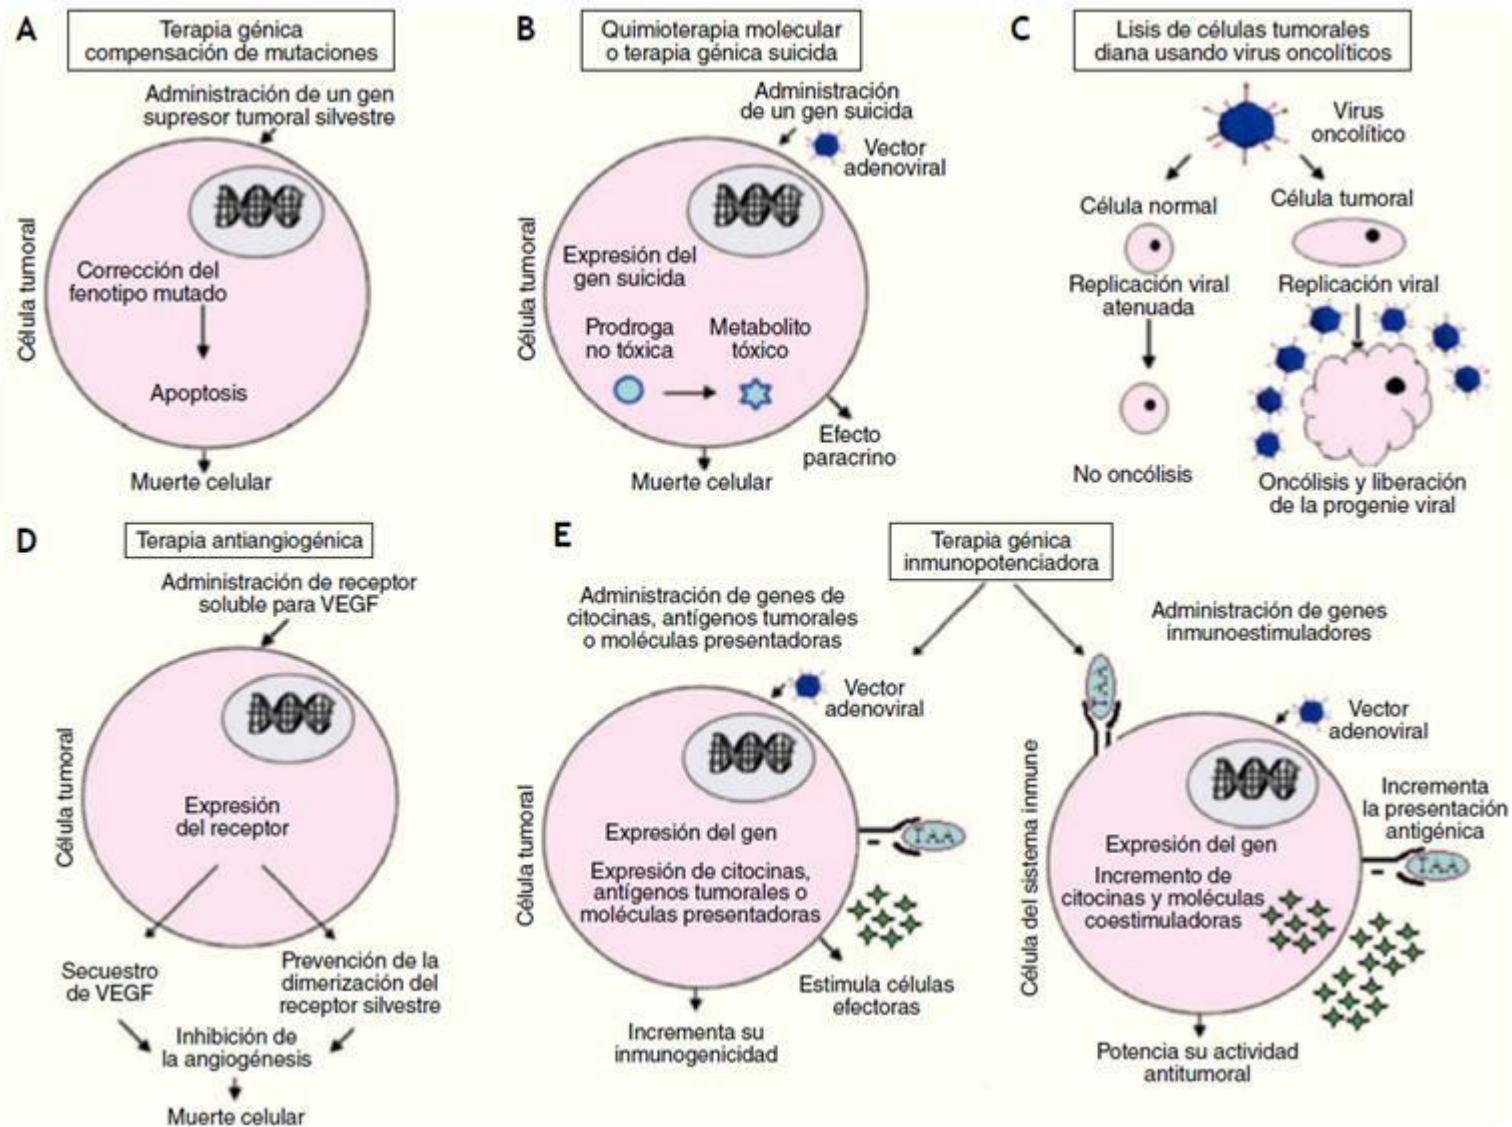 A
Terapia génica
compensación de mutaciones
Administración de un gen
supresor tumoral silvestre
Célula tumoral
Corrección del
fenotipo mutado
Apoptosis
Muerte celular
B
Quimioterapia molecular
o terapia génica suicida
Administración
de un gen suicida
Vector
adenoviral
Célula tumoral
Expresión del
gen suicida
Prodroga
no tóxica
Metabolito
tóxico
Efecto
paracrino
Muerte celular
C
Lisis de células tumorales
diana usando virus oncolíticos
Virus
oncolítico
Célula normal
Replicación viral
atenuada
No oncólisis
Célula tumoral
Replicación viral
Oncólisis y liberación
de la progenie viral
D
Terapia antiangiogénica
Administración de receptor
soluble para VEGF
Célula tumoral
Expresión
del receptor
Secuestro
de VEGF
Prevención de la
dimerización del
receptor silvestre
Inhibición de
la angiogénesis
Muerte celular
E
Terapia génica
inmunopotenciadora
Administración de genes de
citocinas, antígenos tumorales
o moléculas presentadoras
Vector
adenoviral
Célula tumoral
Expresión del gen
Expresión de citocinas,
antígenos tumorales o
moléculas presentadoras
TAA
Estimula células
efectoras
Incrementa su
inmunogenicidad
Administración de genes
inmunoestimuladores
TAA
Vector
adenoviral
Célula del sistema inmune
Incrementa
la presentación
antigénica
Expresión del gen
Incremento de
citocinas y moléculas
coestimuladoras
TAA
Potencia su actividad
antitumoral